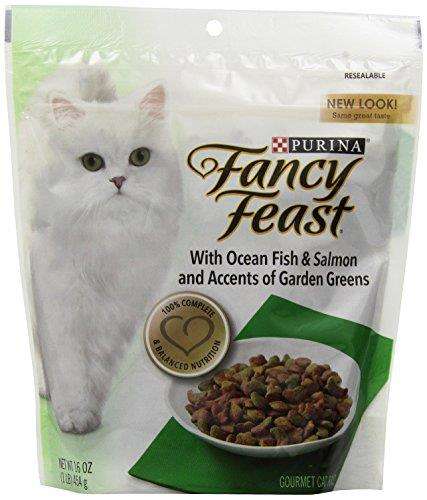 RESEALABLE
NEW LOOK!
Same great taste
PURINA®
Fancy
Feast®
With Ocean Fish & Salmon
and Accents of Garden Greens
100% COMPLETE
& BALANCED NUTRITION
NET WT 16 OZ
(1 LB) 454 g
GOURMET CAT